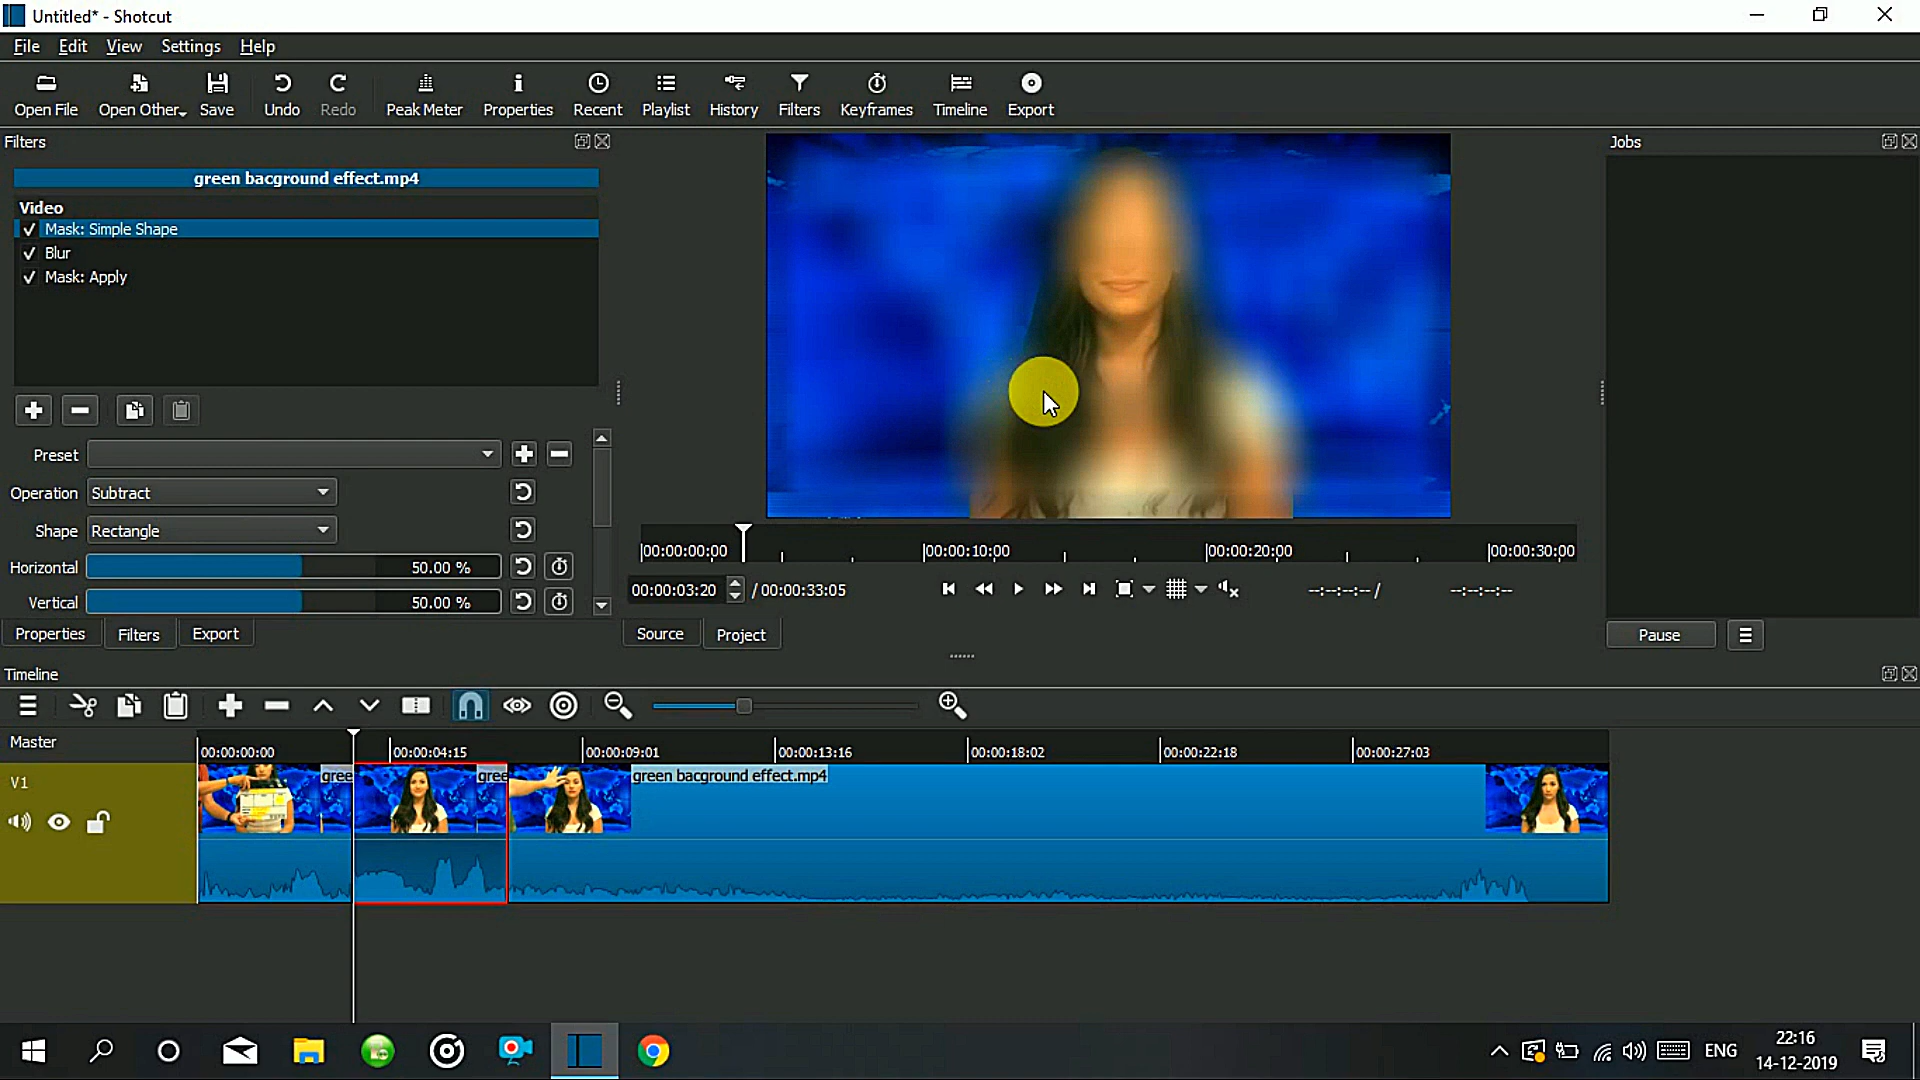 Untitled* - Shotcut
File Edit View Settings Help
Open File Open Other... Save Undo Redo Peak Meter Properties Recent Playlist History Filters Keyframes Timeline Export
Filters
Jobs
green bacground effect.mp4
Video
Mask: Simple Shape
Blur
Mask: Apply
Preset
Operation Subtract
Shape Rectangle
Horizontal 50.00 %
Vertical 50.00 %
00:00:00:00 00:00:10:00 00:00:20:00 00:00:30:00
00:00:03:20 / 00:00:33:05 --:--:--:-- / --:--:--:--
Properties Filters Export
Source Project
Pause
Timeline
Master
00:00:00:00 00:00:04:15 00:00:09:01 00:00:13:16 00:00:18:02 00:00:22:18 00:00:27:03
V1
gree gree green bacground effect.mp4
ENG
22:16
14-12-2019